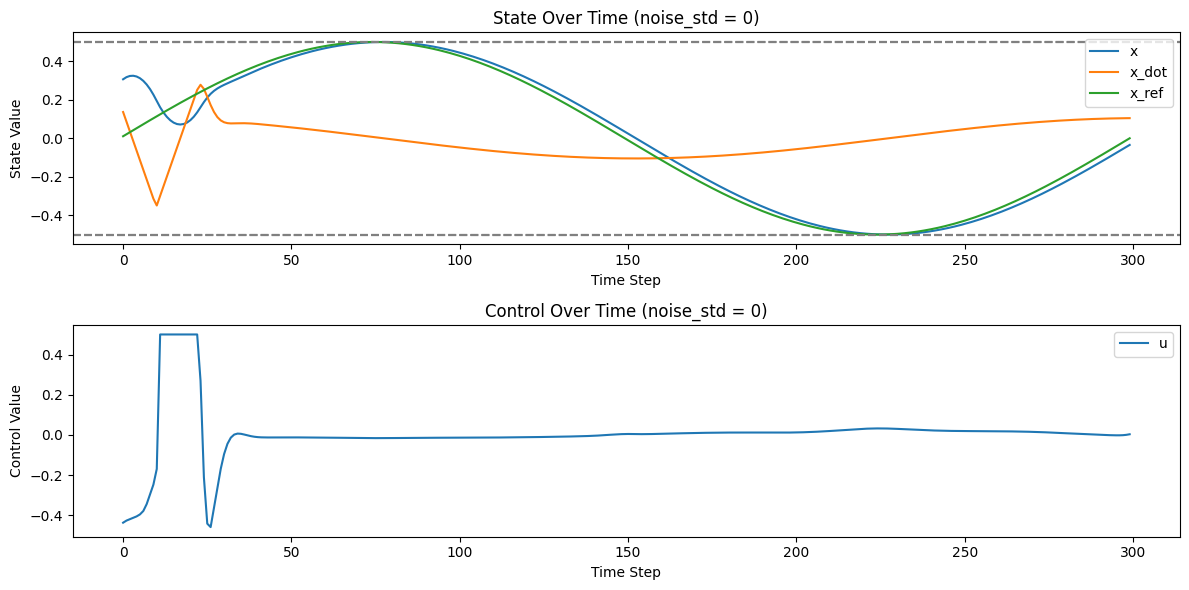 State Over Time (noise_std = 0)
State Value
0.4
0.2
0.0
−0.2
−0.4
x
x_dot
x_ref
0 50 100 150 200 250 300
Time Step
Control Over Time (noise_std = 0)
Control Value
0.4
0.2
0.0
−0.2
−0.4
u
0 50 100 150 200 250 300
Time Step